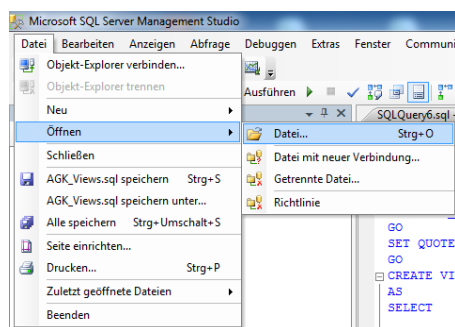 Microsoft SQL Server Management Studio
Datei Bearbeiten Anzeigen Abfrage Debuggen Extras Fenster Communi
Objekt-Explorer verbinden...
Objekt-Explorer trennen
Ausführen
Neu
SQLQuery6.sql -
Öffnen
Datei... Strg+O
Schließen
Datei mit neuer Verbindung...
AGK_Views.sql speichern Strg+S
Getrennte Datei...
AGK_Views.sql speichern unter...
Richtlinie
Alle speichern Strg+Umschalt+S
GO
Seite einrichten...
SET QUOTE
GO
Drucken... Strg+P
CREATE VI
Zuletzt geöffnete Dateien
AS
SELECT
Beenden